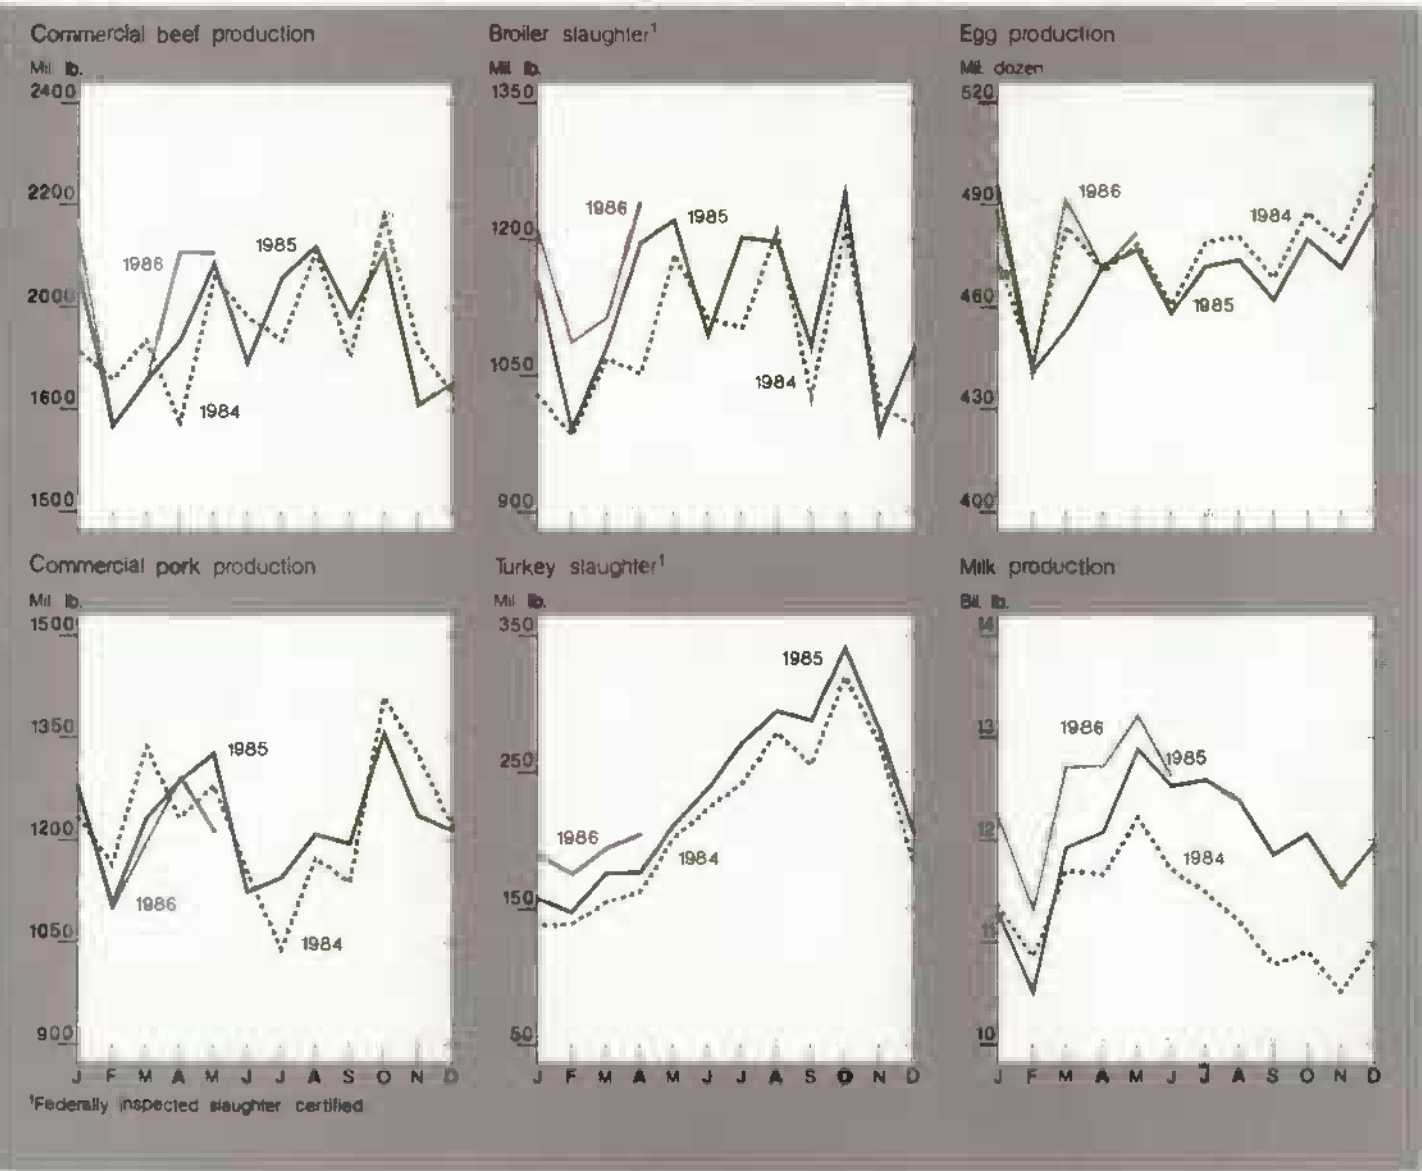 Commercial beef production
Mil lb.
2400
2200
2000
1600
1500
1986
1985
1984
Broiler slaughter¹
Mil lb.
1350
1200
1050
900
1986
1985
1984
Egg production
Mil. dozen
520
490
460
430
400
1986
1984
1985
Commercial pork production
Mil lb.
1500
1350
1200
1050
900
1985
1986
1984
J F M A M J J A S O N D
Turkey slaughter¹
Mil lb.
350
250
150
50
1985
1986
1984
J F M A M J J A S O N D
Milk production
Bil. lb.
14
13
12
11
10
1986
1985
1984
J F M A M J J A S O N D
¹Federally inspected slaughter certified